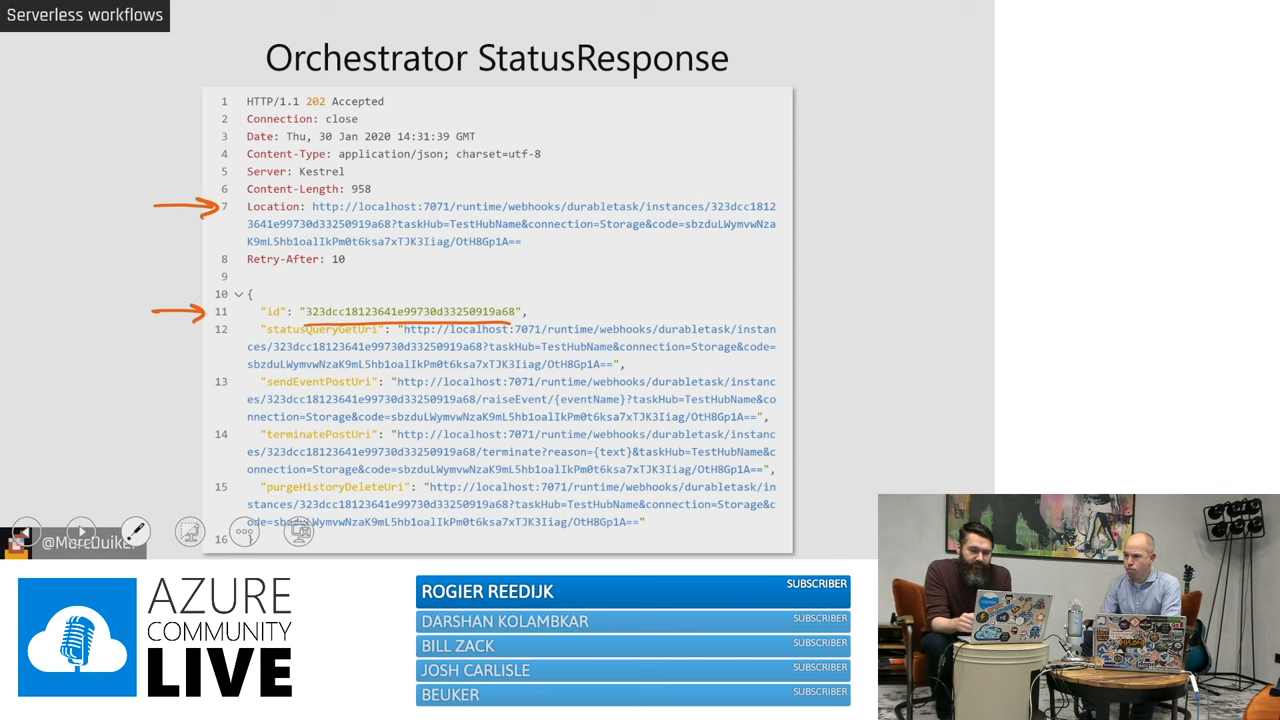 Serverless workflows
Orchestrator StatusResponse
1 HTTP/1.1 202 Accepted
2 Connection: close
3 Date: Thu, 30 Jan 2020 14:31:39 GMT
4 Content-Type: application/json; charset=utf-8
5 Server: Kestrel
6 Content-Length: 958
7 Location: http://localhost:7071/runtime/webhooks/durabletask/instances/323dcc1812
3641e99730d33250919a68?taskHub=TestHubName&connection=Storage&code=sbzduLWymvwNza
K9mL5hb1oalIkPm0t6ksa7xTJK3Iiag/OtH8Gp1A==
8 Retry-After: 10
9
10 {
11 "id": "323dcc18123641e99730d33250919a68",
12 "statusQueryGetUri": "http://localhost:7071/runtime/webhooks/durabletask/instan
ces/323dcc18123641e99730d33250919a68?taskHub=TestHubName&connection=Storage&code=
sbzduLWymvwNzaK9mL5hb1oalIkPm0t6ksa7xTJK3Iiag/OtH8Gp1A==",
13 "sendEventPostUri": "http://localhost:7071/runtime/webhooks/durabletask/instanc
es/323dcc18123641e99730d33250919a68/raiseEvent/{eventName}?taskHub=TestHubName&co
nnection=Storage&code=sbzduLWymvwNzaK9mL5hb1oalIkPm0t6ksa7xTJK3Iiag/OtH8Gp1A==",
14 "terminatePostUri": "http://localhost:7071/runtime/webhooks/durabletask/instanc
es/323dcc18123641e99730d33250919a68/terminate?reason={text}&taskHub=TestHubName&c
onnection=Storage&code=sbzduLWymvwNzaK9mL5hb1oalIkPm0t6ksa7xTJK3Iiag/OtH8Gp1A==",
15 "purgeHistoryDeleteUri": "http://localhost:7071/runtime/webhooks/durabletask/in
stances/323dcc18123641e99730d33250919a68?taskHub=TestHubName&connection=Storage&c
ode=sbzduLWymvwNzaK9mL5hb1oalIkPm0t6ksa7xTJK3Iiag/OtH8Gp1A=="
16 }
@MarcDuiker
AZURE
COMMUNITY
LIVE
ROGIER REEDIJK SUBSCRIBER
DARSHAN KOLAMBKAR SUBSCRIBER
BILL ZACK SUBSCRIBER
JOSH CARLISLE SUBSCRIBER
BEUKER SUBSCRIBER